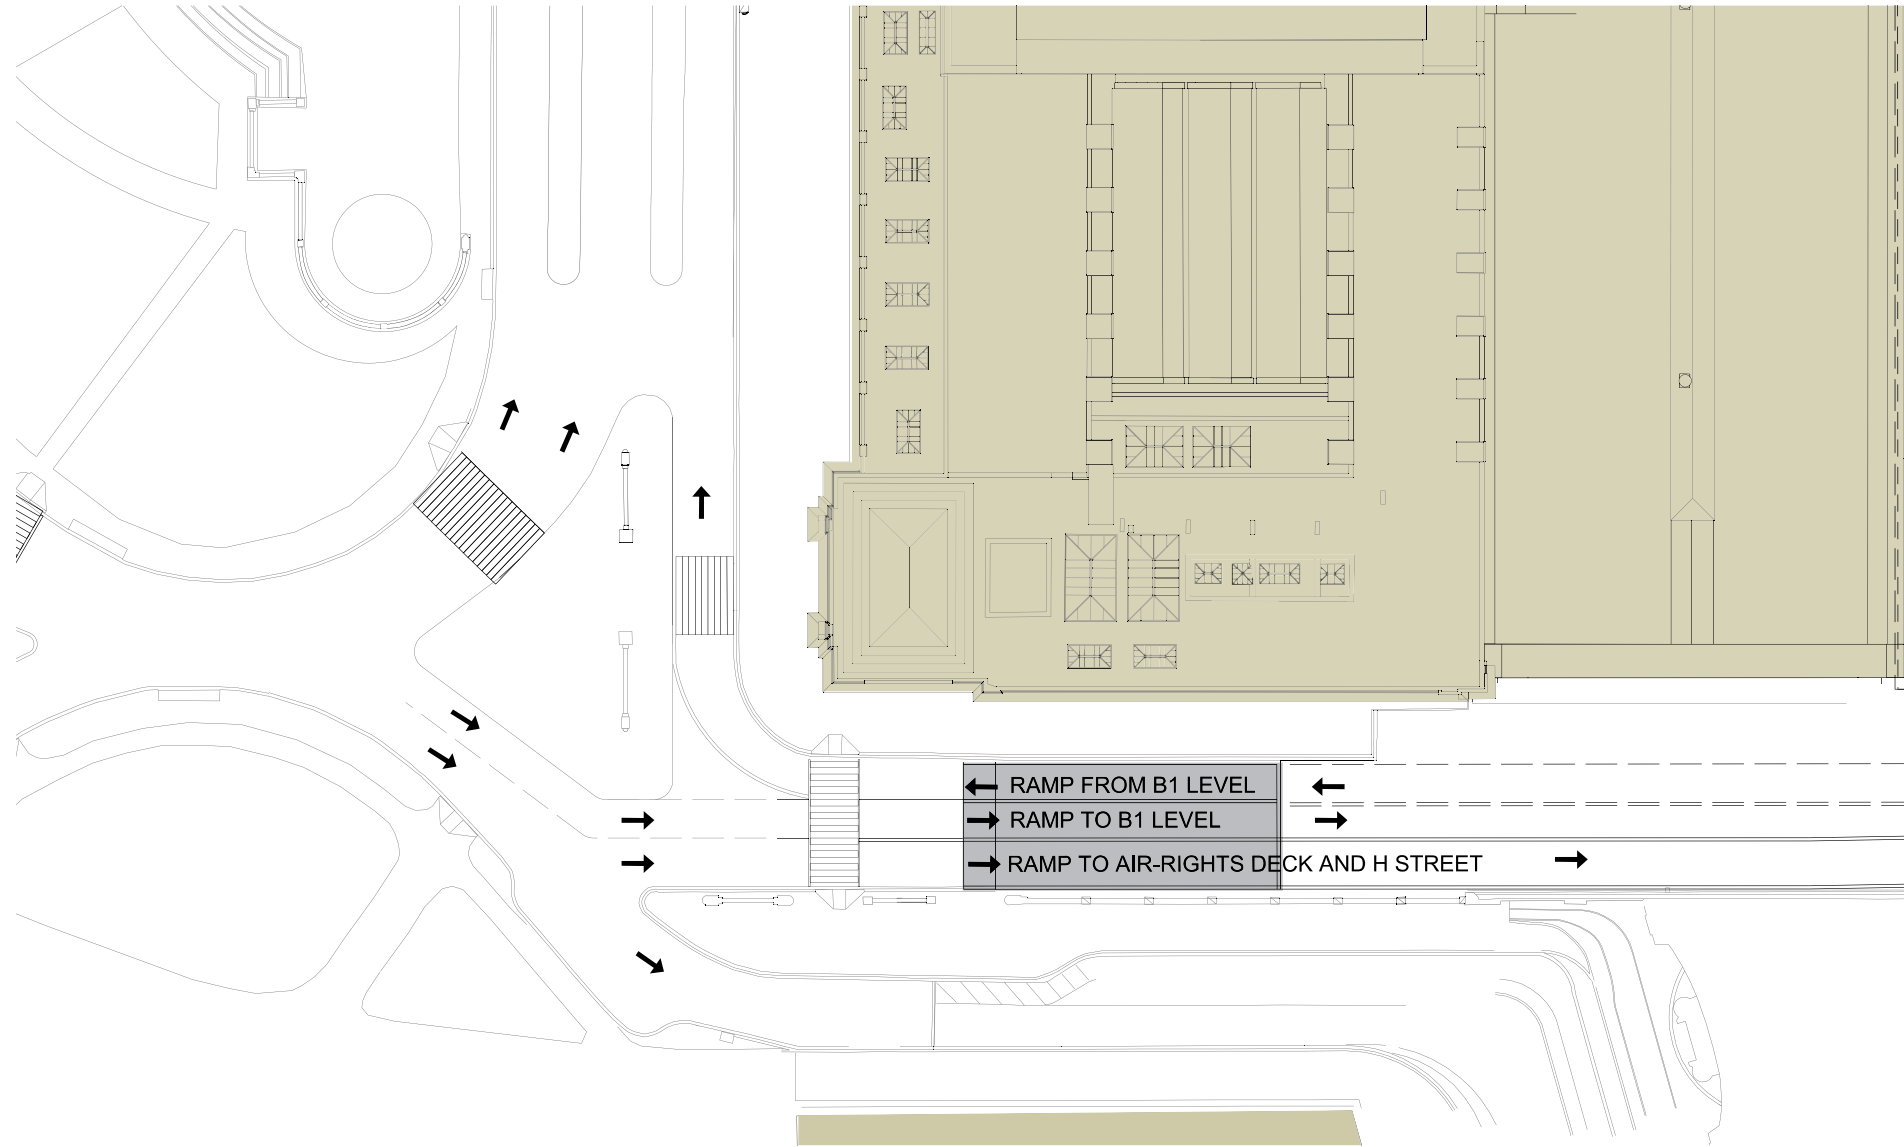 RAMP FROM B1 LEVEL
RAMP TO B1 LEVEL
RAMP TO AIR-RIGHTS DECK AND H STREET